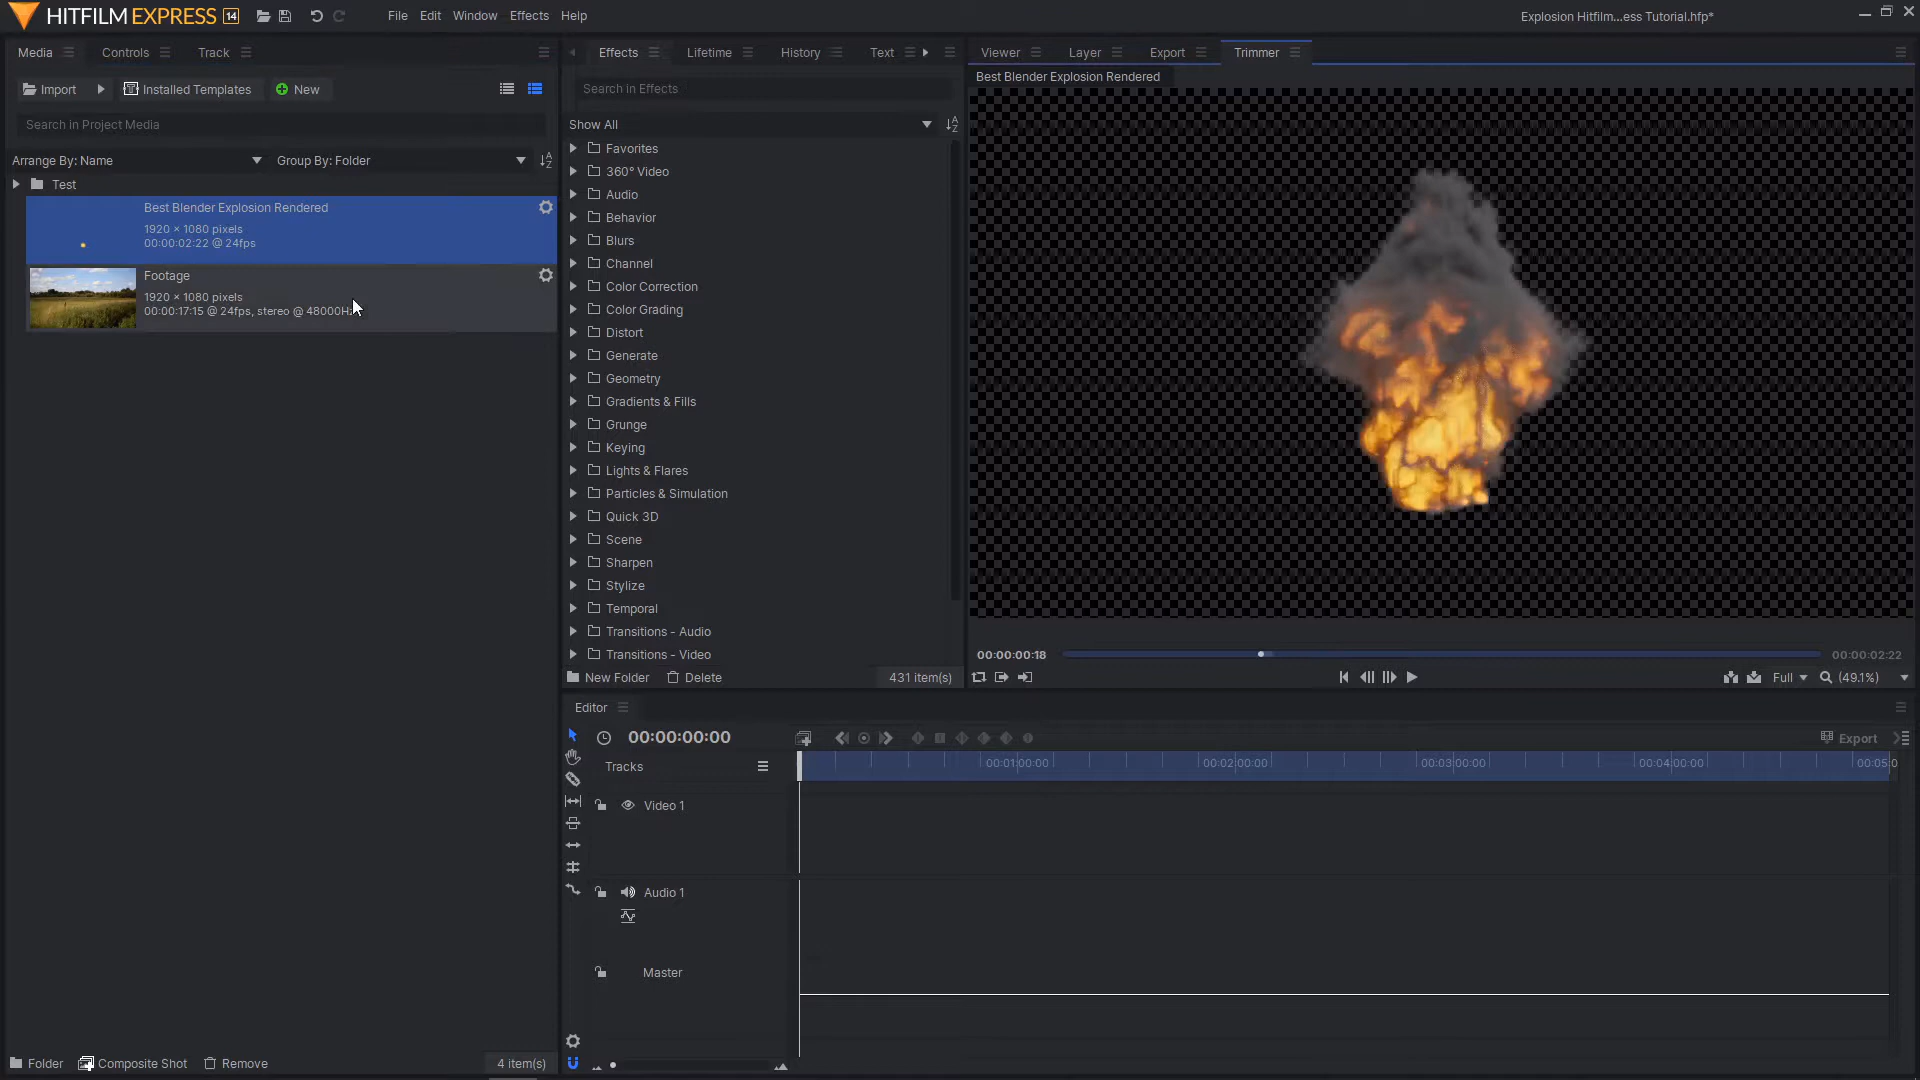 HITFILM EXPRESS 14
File Edit Window Effects Help
Explosion Hitfilm...ess Tutorial.hfp*
Media Controls Track
Effects Lifetime History Text
Viewer Layer Export Trimmer
Best Blender Explosion Rendered
Import Installed Templates New
Search in Effects
Search in Project Media
Show All
Arrange By: Name Group By: Folder
Test
Best Blender Explosion Rendered
1920 × 1080 pixels
00:00:02:22 @ 24fps
Footage
1920 × 1080 pixels
00:00:17:15 @ 24fps, stereo @ 48000Hz
Favorites
360º Video
Audio
Behavior
Blurs
Channel
Color Correction
Color Grading
Distort
Generate
Geometry
Gradients & Fills
Grunge
Keying
Lights & Flares
Particles & Simulation
Quick 3D
Scene
Sharpen
Stylize
Temporal
Transitions - Audio
Transitions - Video
New Folder Delete 431 item(s)
00:00:00:18 00:00:02:22
Full (49.1%)
Editor
00:00:00:00 Export
Tracks
00:01:00:00 00:02:00:00 00:03:00:00 00:04:00:00 00:05:0
Video 1
Audio 1
Master
Folder Composite Shot Remove 4 item(s)